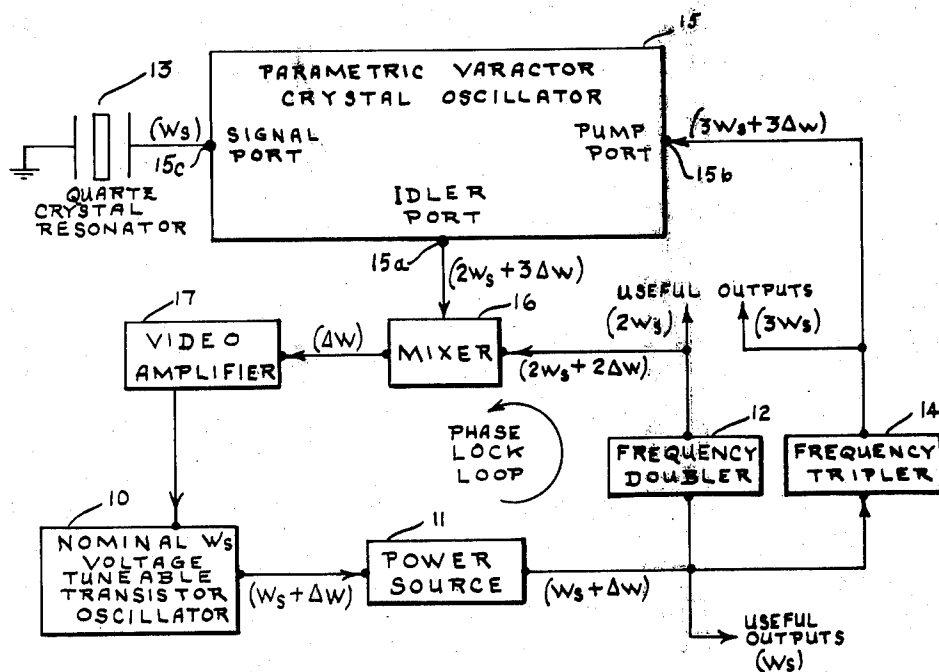 15
PARAMETRIC VARACTOR
CRYSTAL OSCILLATOR
13
(Ws)
SIGNAL
PORT
15c
PUMP
PORT
(3Ws+3Δw)
15b
QUARTZ
CRYSTAL
RESONATOR
IDLER
PORT
15a
(2Ws+3Δw)
17
16
USEFUL OUTPUTS
(2Ws)
(3Ws)
VIDEO
AMPLIFIER
(ΔW)
MIXER
(2Ws+2Δw)
PHASE
LOCK
LOOP
12
14
FREQUENCY
DOUBLER
FREQUENCY
TRIPLER
10
11
NOMINAL Ws
VOLTAGE
TUNEABLE
TRANSISTOR
OSCILLATOR
(Ws+ΔW)
POWER
SOURCE
(Ws+ΔW)
USEFUL
OUTPUTS
(Ws)